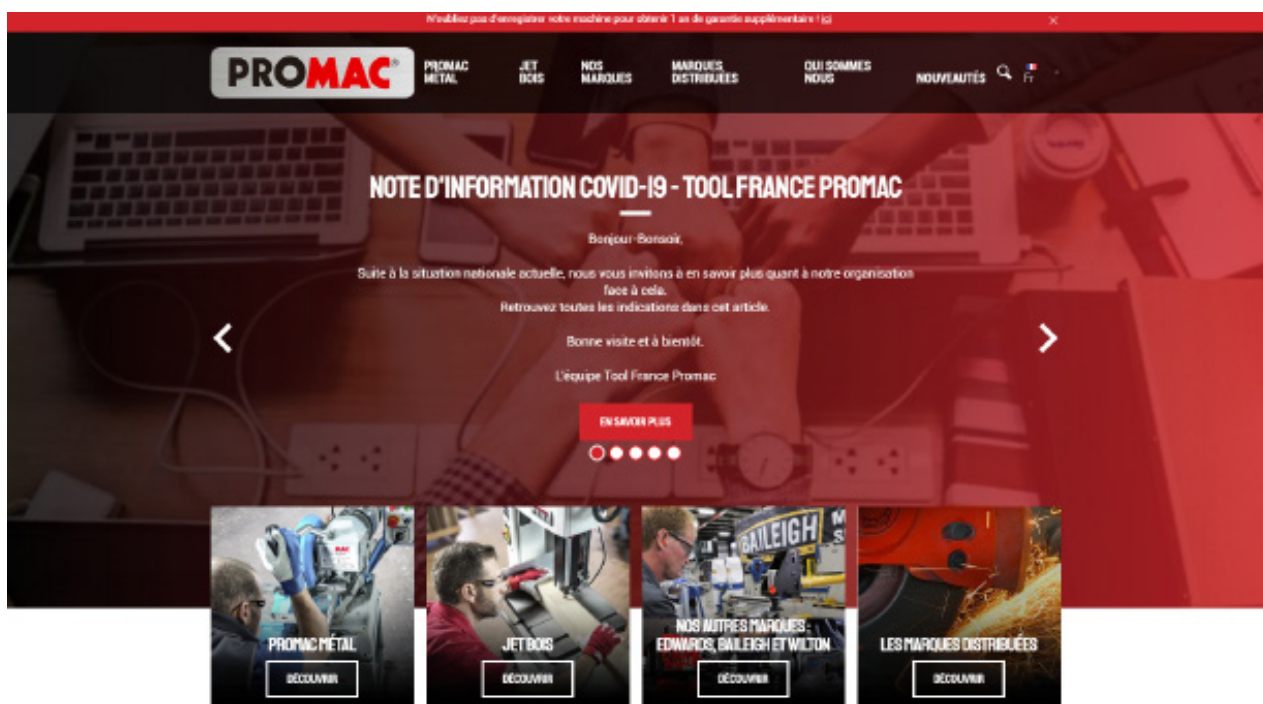 N'oubliez pas d'enregistrer votre machine pour obtenir 1 an de garantie supplémentaire ! ici
PROMAC®
PROMAC MÉTAL
JET BOIS
NOS MARQUES
MARQUES DISTRIBUÉES
QUI SOMMES NOUS
NOUVEAUTÉS
Fr
NOTE D'INFORMATION COVID-19 - TOOL FRANCE PROMAC
Bonjour-Bonsoir,
Suite à la situation nationale actuelle, nous vous invitons à en savoir plus quant à notre organisation
face à cela.
Retrouvez toutes les indications dans cet article.
Bonne visite et à bientôt.
L'équipe Tool France Promac
EN SAVOIR PLUS
BAILEIGH
PROMAC MÉTAL
DÉCOUVRIR
JET BOIS
DÉCOUVRIR
NOS AUTRES MARQUES :
EDWARDS, BAILEIGH ET WILTON
DÉCOUVRIR
LES MARQUES DISTRIBUÉES
DÉCOUVRIR